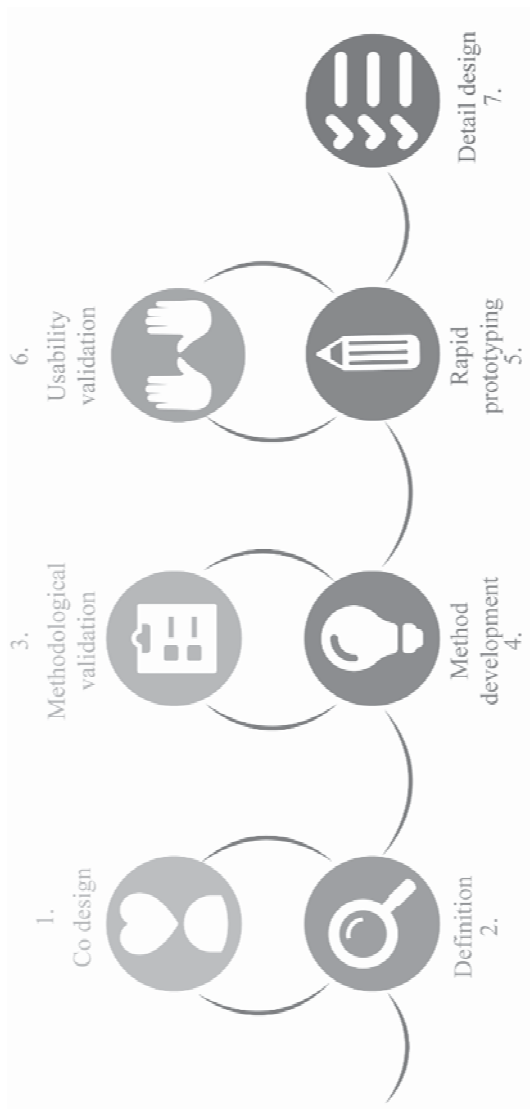 1.
Co design
3.
Methodological
validation
6.
Usability
validation
Definition
2.
Method
development
4.
Rapid
prototyping
5.
Detail design
7.